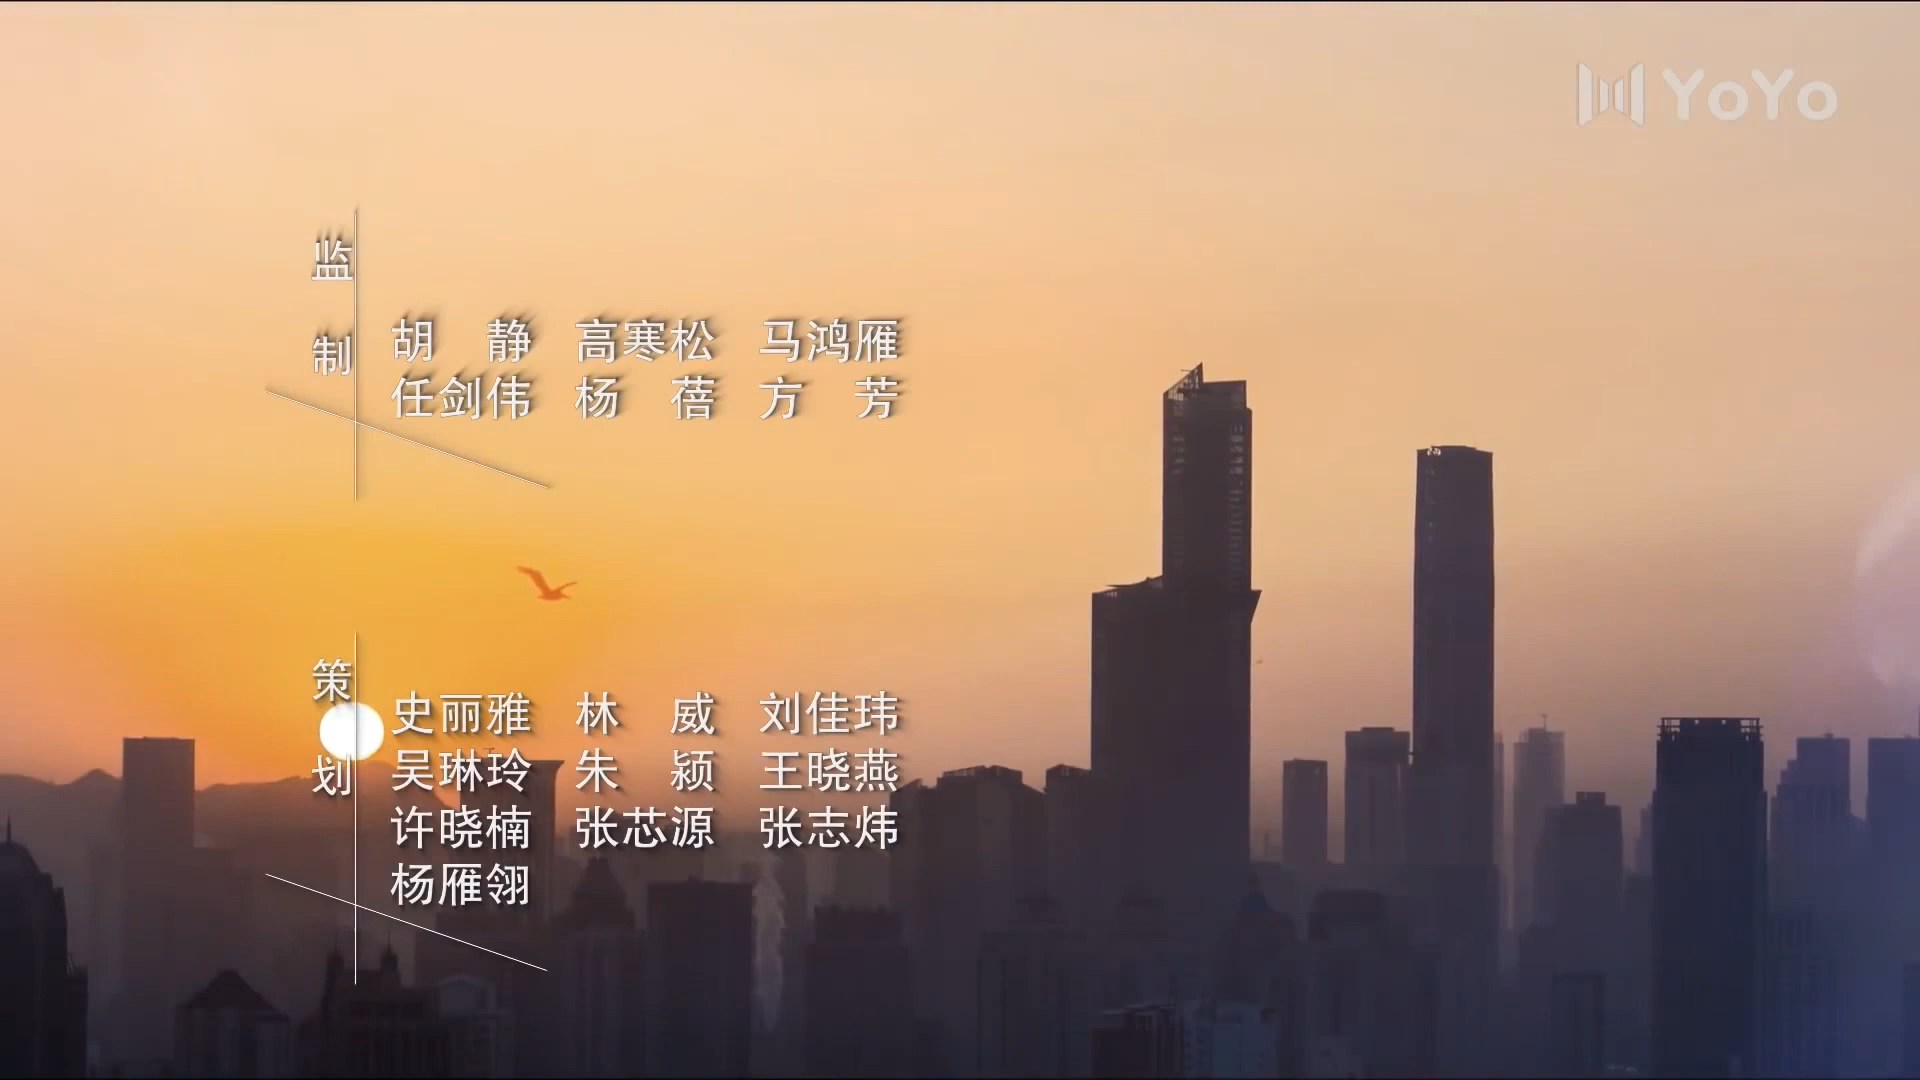 YoYo
监制
胡 静 高寒松 马鸿雁
任剑伟 杨 蓓 方 芳
策划
史丽雅 林 威 刘佳玮
吴琳玲 朱 颍 王晓燕
许晓楠 张芯源 张志炜
杨雁翎